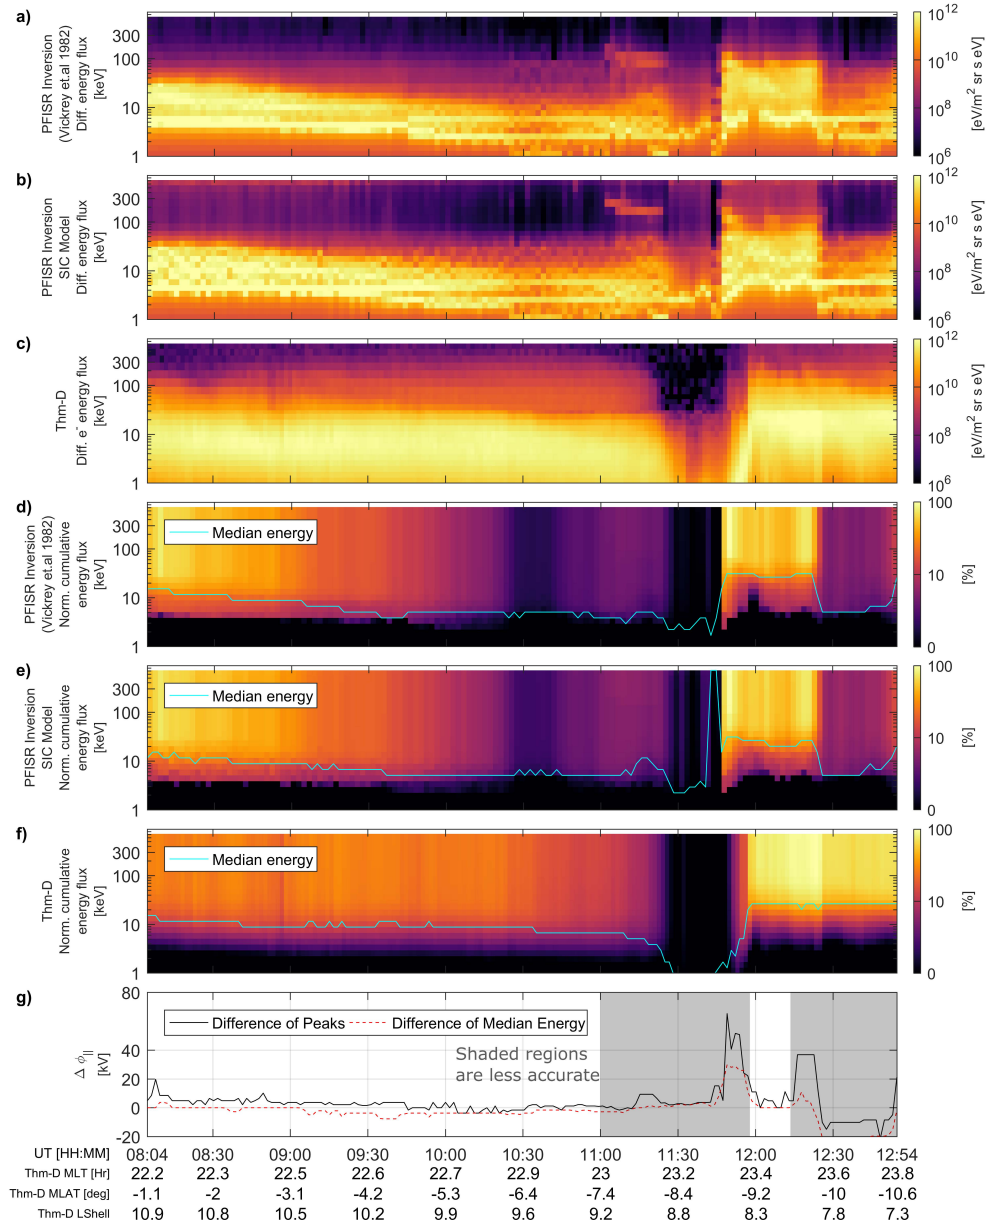 a)
PFISR Inversion
(Vickrey et.al 1982)
Diff. energy flux
[keV]
300
100
10
1
10^12
10^10
10^8
10^6
[eV/m^2 sr s eV]
b)
PFISR Inversion
SIC Model
Diff. energy flux
[keV]
300
100
10
1
10^12
10^10
10^8
10^6
[eV/m^2 sr s eV]
c)
Thm-D
Diff. e^- energy flux
[keV]
300
100
10
1
10^12
10^10
10^8
10^6
[eV/m^2 sr s eV]
d)
PFISR Inversion
(Vickrey et.al 1982)
Norm. cumulative
energy flux
[keV]
300
100
10
1
Median energy
100
10
0
[%]
e)
PFISR Inversion
SIC Model
Norm. cumulative
energy flux
[keV]
300
100
10
1
Median energy
100
10
0
[%]
f)
Thm-D
Norm. cumulative
energy flux
[keV]
300
100
10
1
Median energy
100
10
0
[%]
g)
Δ ϕ||
[kV]
80
40
20
0
-20
Difference of Peaks
Difference of Median Energy
Shaded regions
are less accurate
UT [HH:MM] 08:04 08:30 09:00 09:30 10:00 10:30 11:00 11:30 12:00 12:30 12:54
Thm-D MLT [Hr] 22.2 22.3 22.5 22.6 22.7 22.9 23 23.2 23.4 23.6 23.8
Thm-D MLAT [deg] -1.1 -2 -3.1 -4.2 -5.3 -6.4 -7.4 -8.4 -9.2 -10 -10.6
Thm-D LShell 10.9 10.8 10.5 10.2 9.9 9.6 9.2 8.8 8.3 7.8 7.3